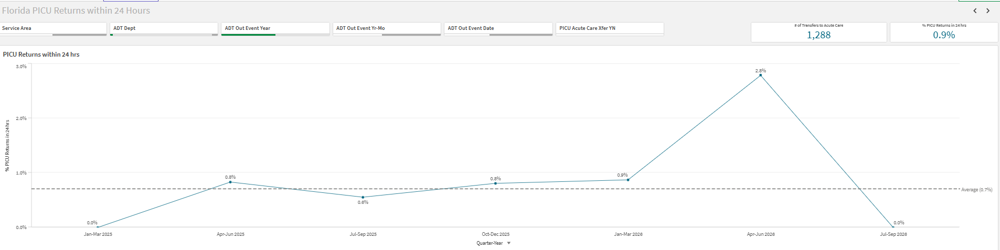 Florida PICU Returns within 24 Hours
Service Area
ADT Dept
ADT Out Event Year
ADT Out Event Yr-Mo
ADT Out Event Date
PICU Acute Care Xfer YN
# of Transfers to Acute Care
1,288
% PICU Returns in 24 hrs
0.9%
PICU Returns within 24 hrs
% PICU Returns in 24 hrs
3.0%
2.0%
1.0%
0.0%
0.0%
0.8%
0.6%
0.8%
0.9%
2.8%
0.0%
Average (0.7%)
Jan-Mar 2025
Apr-Jun 2025
Jul-Sep 2025
Oct-Dec 2025
Jan-Mar 2026
Apr-Jun 2026
Jul-Sep 2026
Quarter-Year